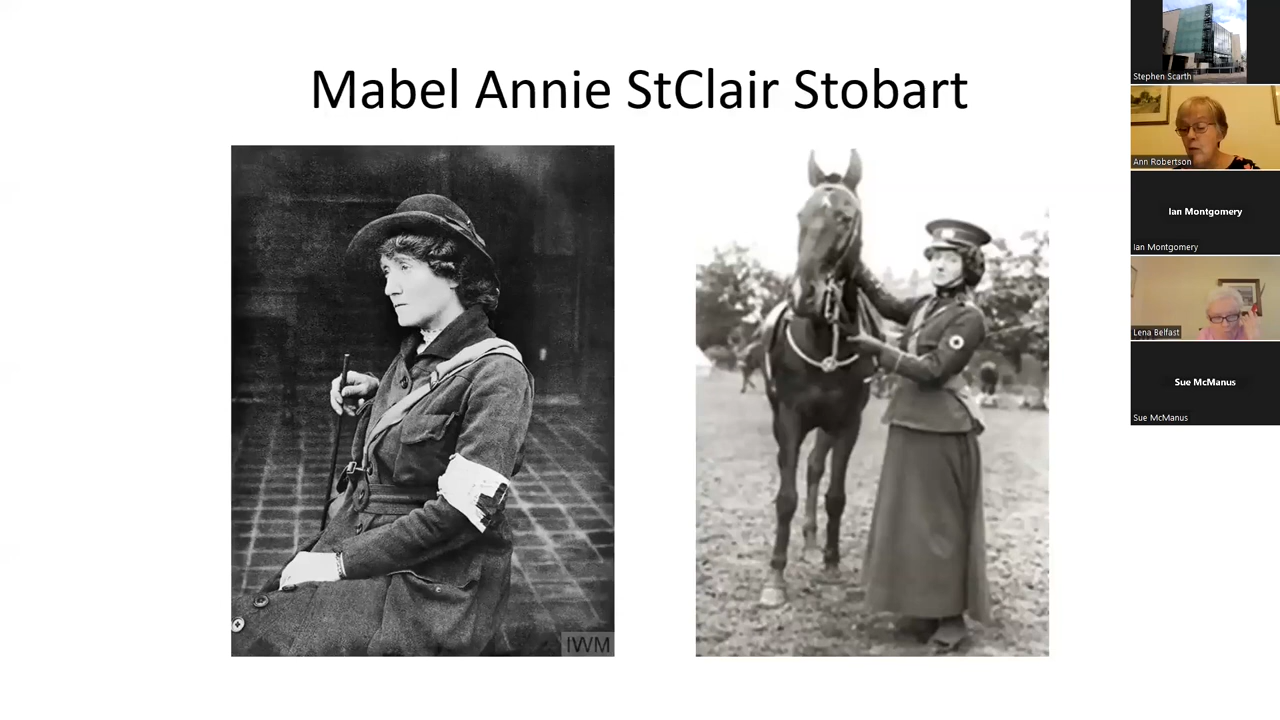 Mabel Annie StClair Stobart
IWM
Stephen Scarth
Ann Robertson
Ian Montgomery
Ian Montgomery
Lena Belfast
Sue McManus
Sue McManus